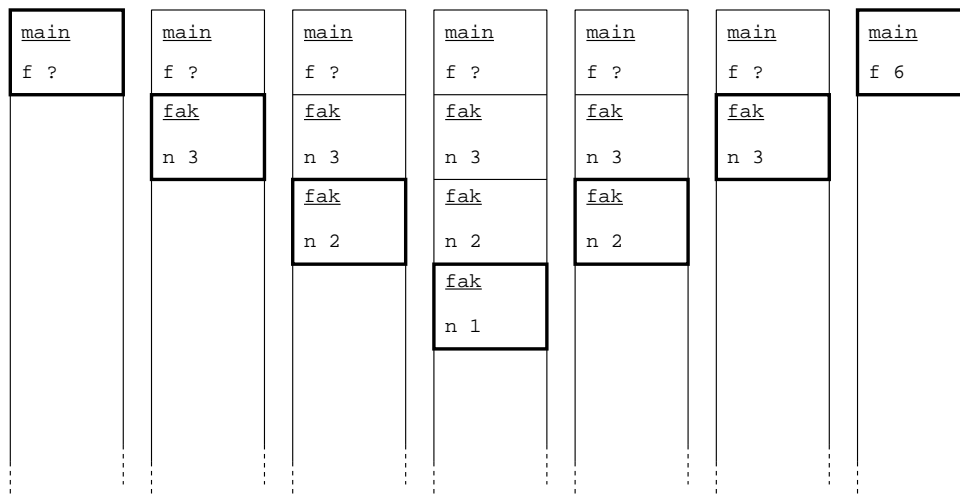 main main main main main main main
f ? f ? f ? f ? f ? f ? f 6
fak fak fak fak fak
n 3 n 3 n 3 n 3 n 3
fak fak fak
n 2 n 2 n 2
fak
n 1